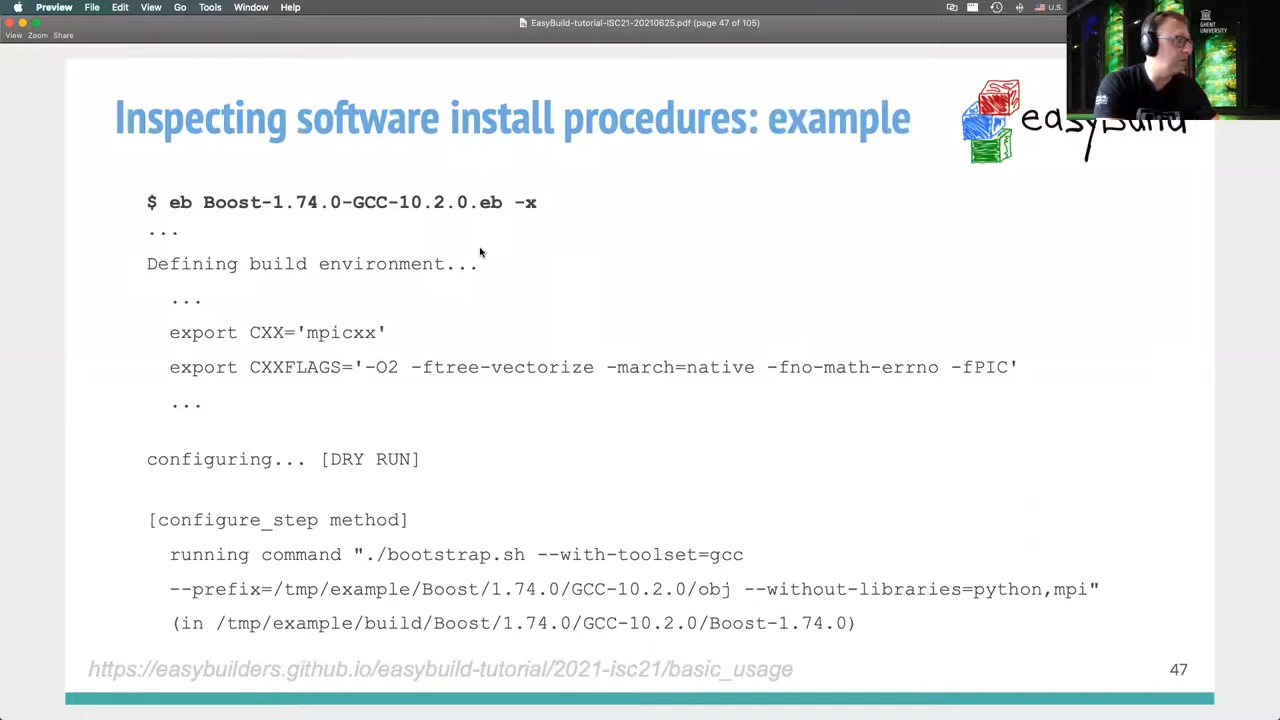 Preview File Edit View Go Tools Window Help U.S.
EasyBuild-tutorial-ISC21-20210625.pdf (page 47 of 105)
View Zoom Share
GHENT
UNIVERSITY
Inspecting software install procedures: example
easybuild
$ eb Boost-1.74.0-GCC-10.2.0.eb -x
...
Defining build environment...
...
export CXX='mpicxx'
export CXXFLAGS='-O2 -ftree-vectorize -march=native -fno-math-errno -fPIC'
...
configuring... [DRY RUN]
[configure_step method]
running command "./bootstrap.sh --with-toolset=gcc
--prefix=/tmp/example/Boost/1.74.0/GCC-10.2.0/obj --without-libraries=python,mpi"
(in /tmp/example/build/Boost/1.74.0/GCC-10.2.0/Boost-1.74.0)
https://easybuilders.github.io/easybuild-tutorial/2021-isc21/basic_usage
47